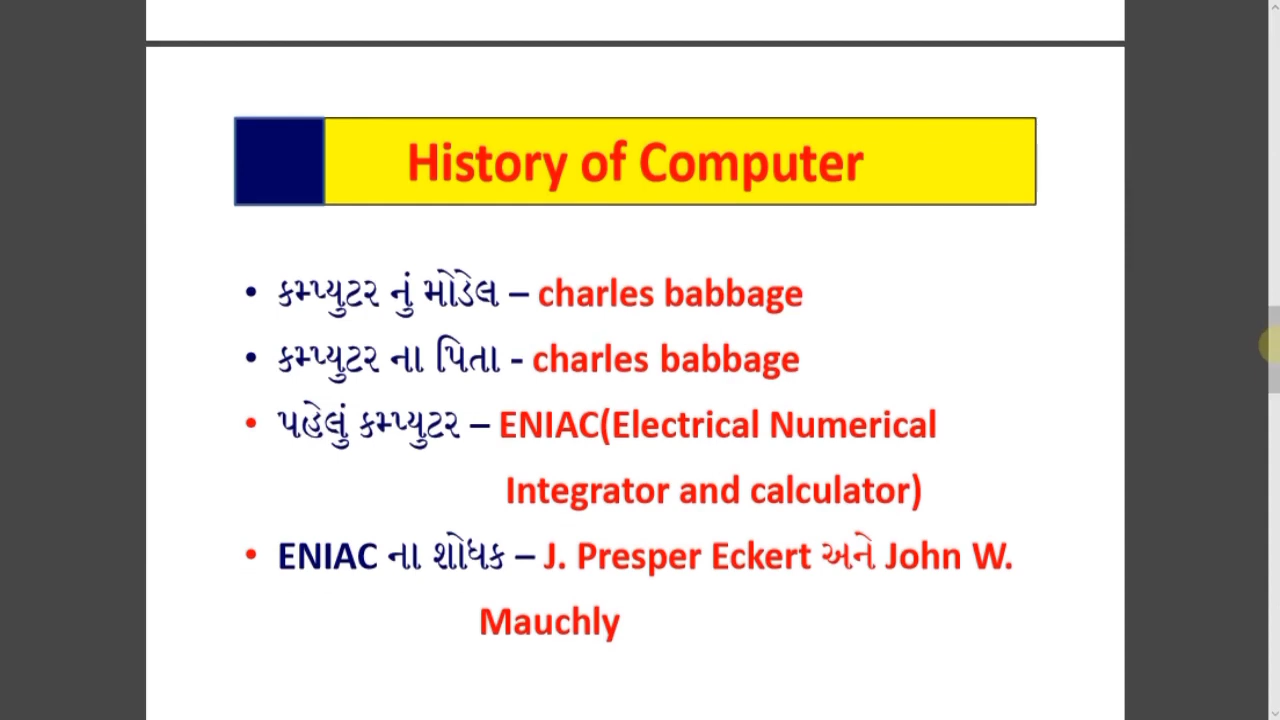 History of Computer
• કમ્પ્યુટર નું મોડેલ – charles babbage
• કમ્પ્યુટર ના પિતા - charles babbage
• પહેલું કમ્પ્યુટર – ENIAC(Electrical Numerical
Integrator and calculator)
• ENIAC ના શોધક – J. Presper Eckert અને John W.
Mauchly